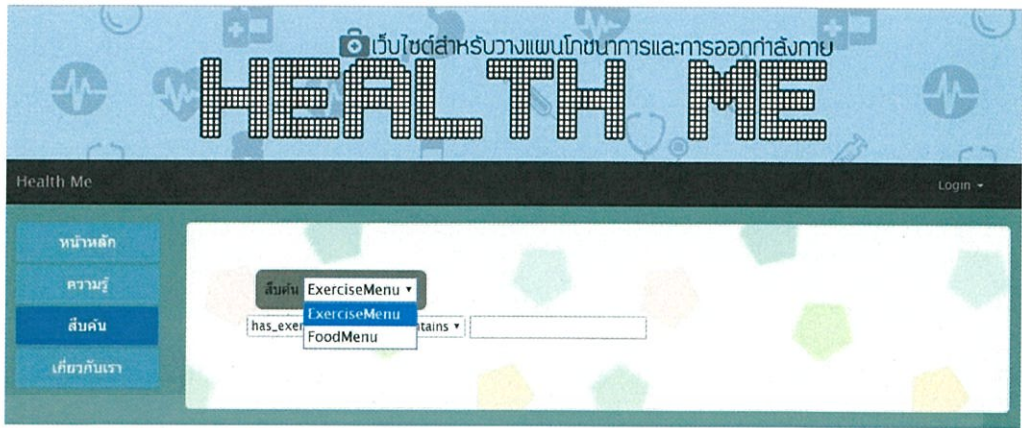 เว็บไซต์สำหรับวางแผนโภชนาการและการออกกำลังกาย
HEALTH ME
Health Me
Login
หน้าหลัก
ความรู้
สืบค้น
เกี่ยวกับเรา
สืบค้น ExerciseMenu
ExerciseMenu
FoodMenu